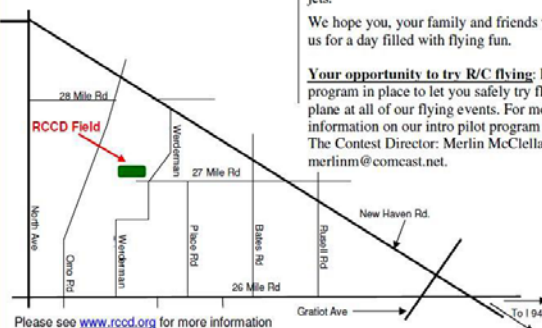 jets.
We hope you, your family and friends
us for a day filled with flying fun.
Your opportunity to try R/C flying:
program in place to let you safely try
plane at all of our flying events. For
information on our intro pilot program
The Contest Director: Merlin
merlinm@comcast.net.
28 Mile Rd
RCCD Field
Werderman
27 Mile Rd
North Ave
Omo Rd
Werderman
Place Rd
Bates Rd
Rusell Rd
New Haven Rd.
26 Mile Rd
Gratiot Ave
To I 94
Please see www.rccd.org for more information